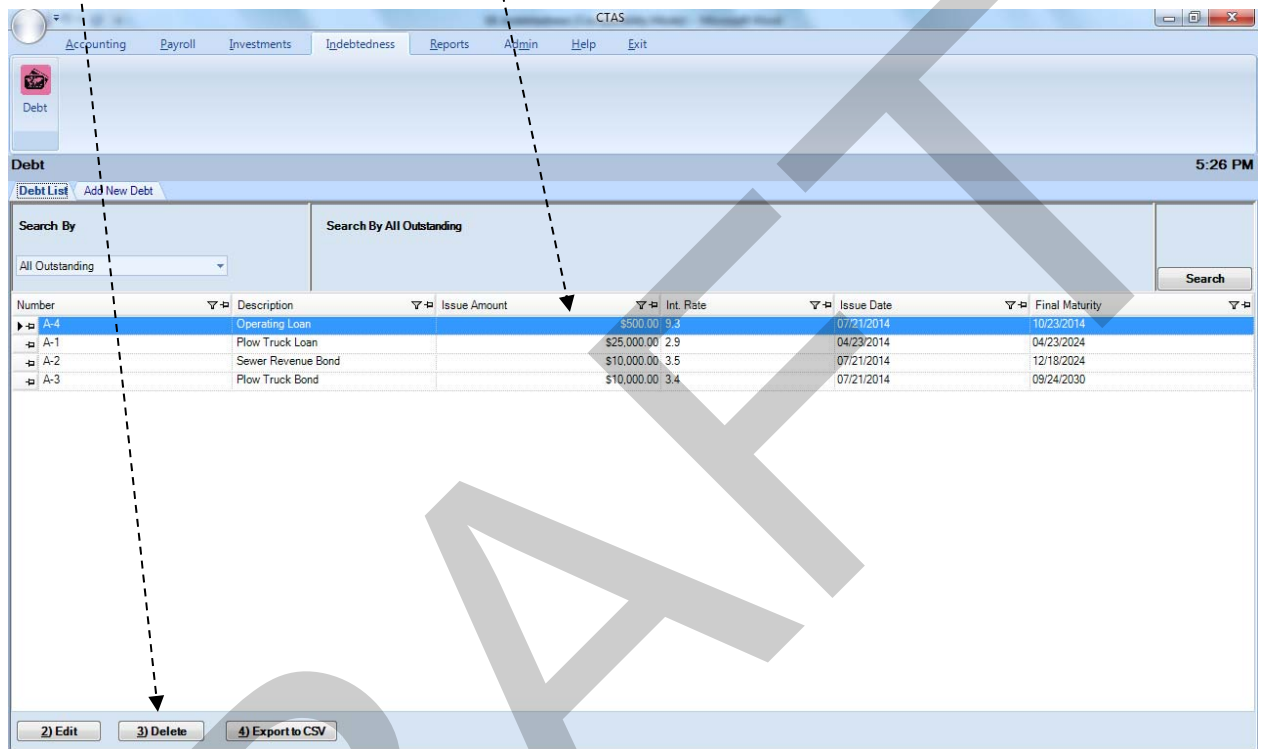 CTAS
Accounting Payroll Investments Indebtedness Reports Admin Help Exit
Debt
Debt 5:26 PM
Debt List Add New Debt
Search By Search By All Outstanding
All Outstanding
Search
Number Description Issue Amount Int. Rate Issue Date Final Maturity
A-4 Operating Loan $500.00 9.3 07/21/2014 10/23/2014
A-1 Plow Truck Loan $25,000.00 2.9 04/23/2014 04/23/2024
A-2 Sewer Revenue Bond $10,000.00 3.5 07/21/2014 12/18/2024
A-3 Plow Truck Bond $10,000.00 3.4 07/21/2014 09/24/2030
2) Edit 3) Delete 4) Export to CSV